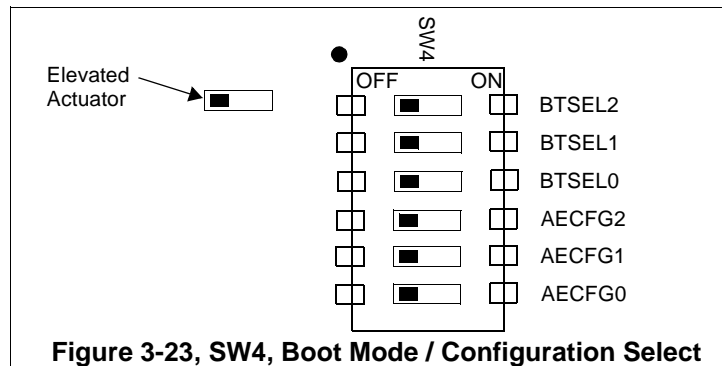 SW4
Elevated
Actuator
OFF ON
BTSEL2
BTSEL1
BTSEL0
AECFG2
AECFG1
AECFG0
Figure 3-23, SW4, Boot Mode / Configuration Select